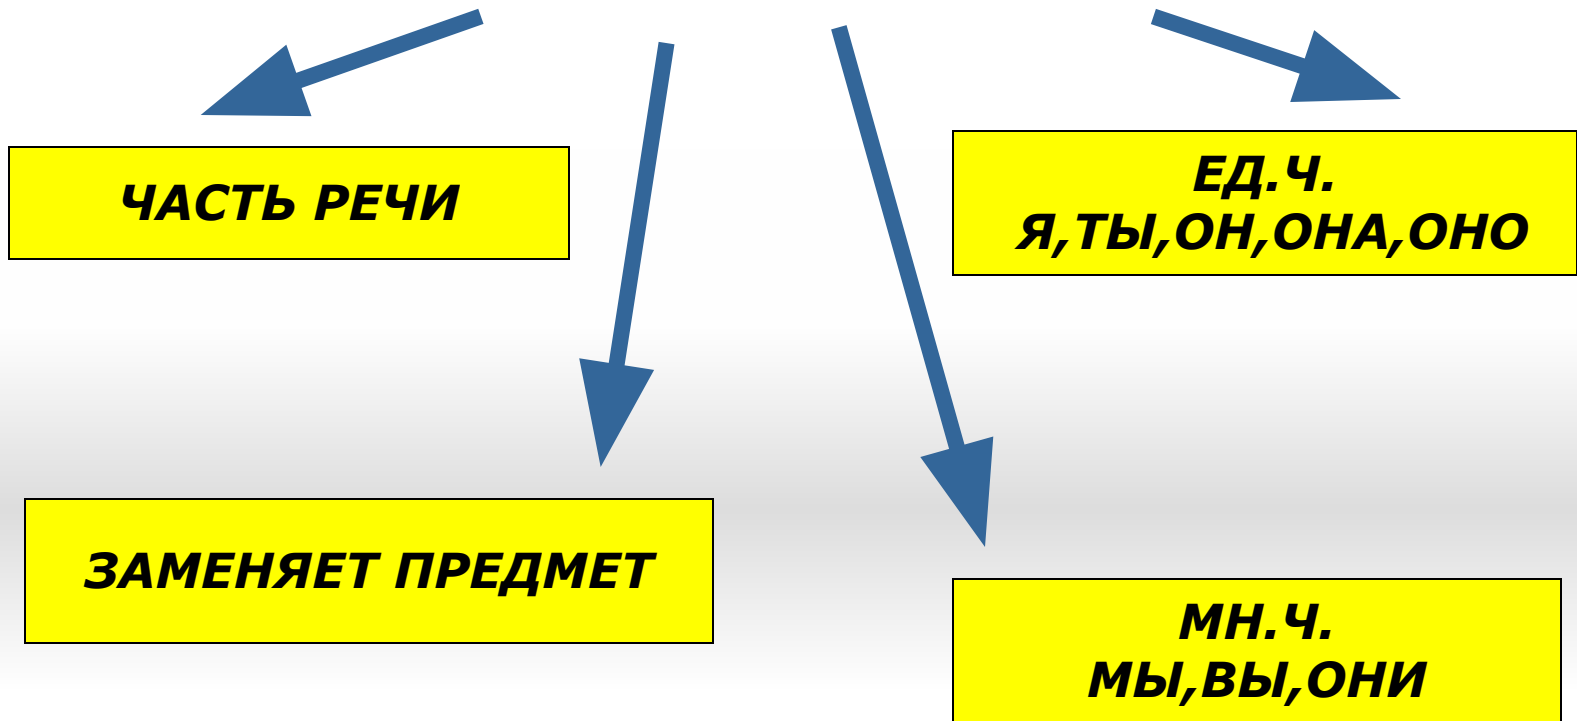 ЧАСТЬ РЕЧИ
ЕД.Ч.
Я,ТЫ,ОН,ОНА,ОНО
ЗАМЕНЯЕТ ПРЕДМЕТ
МН.Ч.
МЫ,ВЫ,ОНИ